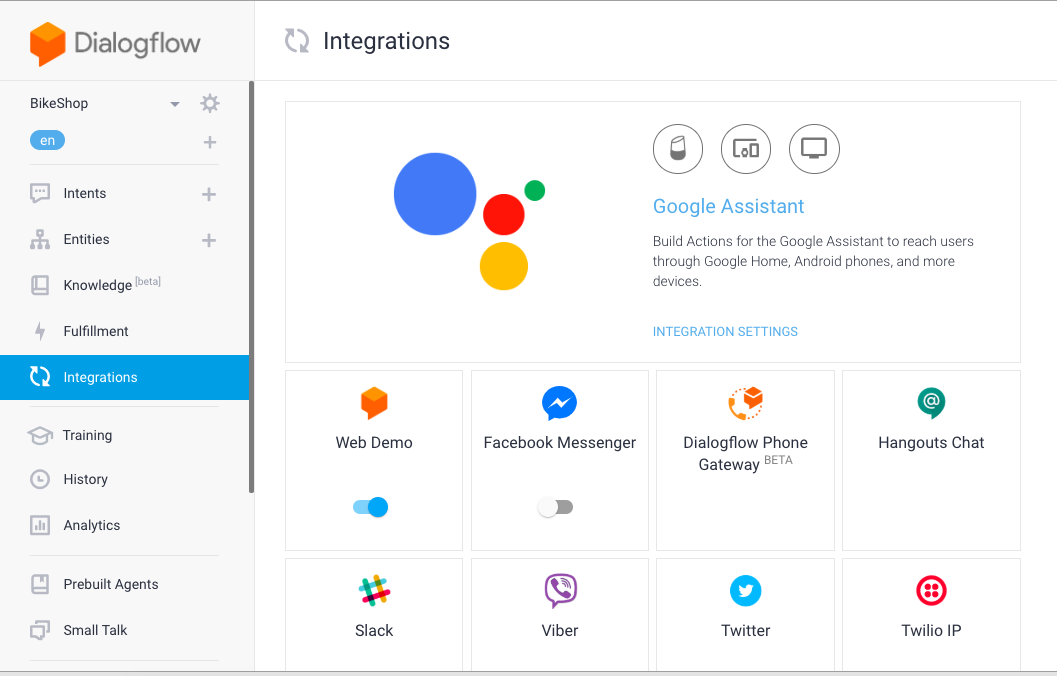 Dialogflow
BikeShop
en
Intents
Entities
Knowledge [beta]
Fulfillment
Integrations
Training
History
Analytics
Prebuilt Agents
Small Talk
Integrations
Google Assistant
Build Actions for the Google Assistant to reach users
through Google Home, Android phones, and more
devices.
INTEGRATION SETTINGS
Web Demo
Facebook Messenger
Dialogflow Phone
Gateway BETA
Hangouts Chat
Slack
Viber
Twitter
Twilio IP